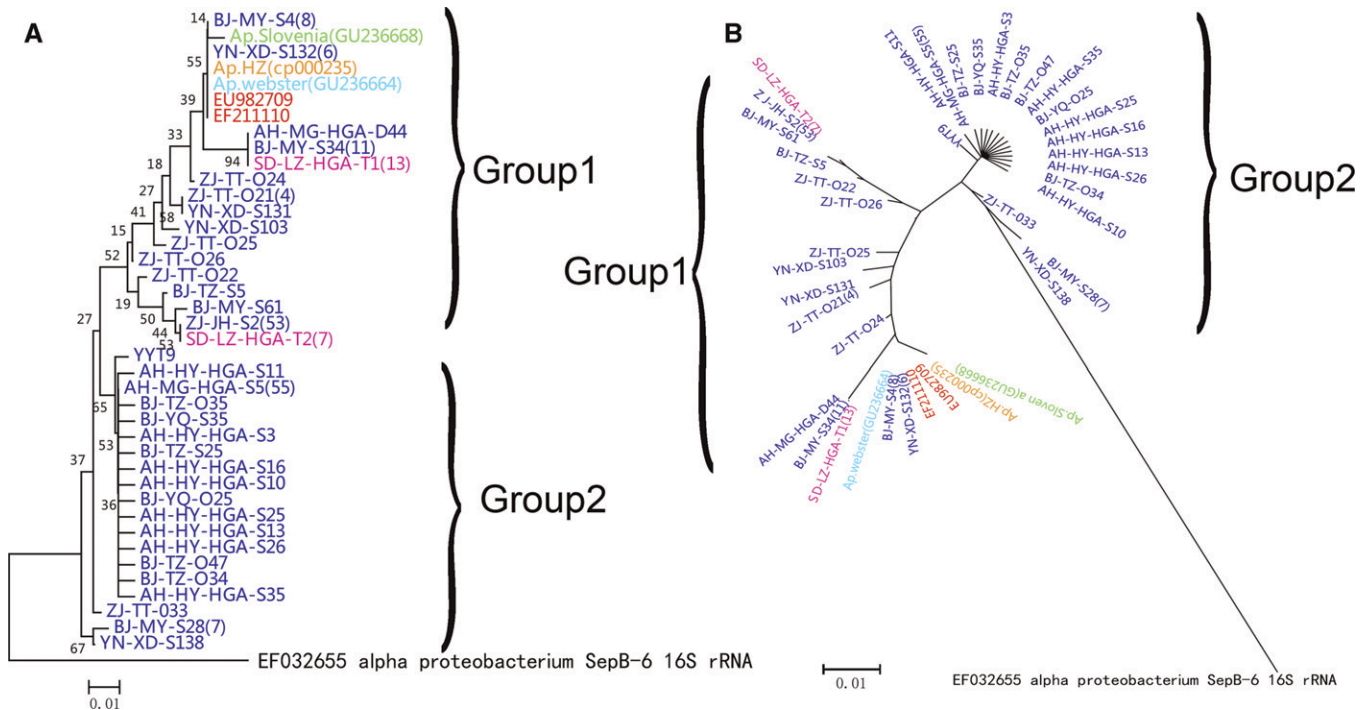 A
14
BJ-MY-S4(8)
Ap.Slovenia(GU236668)
YN-XD-S132(6)
55
Ap.HZ(cp000235)
Ap.webster(GU236664)
EU982709
39
EF211110
AH-MG-HGA-D44
33
BJ-MY-S34(11)
94
SD-LZ-HGA-T1(13)
18
ZJ-TT-O24
27
ZJ-TT-O21(4)
YN-XD-S131
41
58
YN-XD-S103
15
ZJ-TT-O25
52
ZJ-TT-O26
ZJ-TT-O22
BJ-TZ-S5
19
BJ-MY-S61
50
ZJ-JH-S2(53)
27
44
53
SD-LZ-HGA-T2(7)
Group1
YYT9
AH-HY-HGA-S11
AH-MG-HGA-S5(55)
65
BJ-TZ-O35
BJ-YQ-S35
53
AH-HY-HGA-S3
BJ-TZ-S25
37
AH-HY-HGA-S16
AH-HY-HGA-S10
36
BJ-YQ-O25
AH-HY-HGA-S25
AH-HY-HGA-S13
AH-HY-HGA-S26
BJ-TZ-O47
BJ-TZ-O34
AH-HY-HGA-S35
ZJ-TT-033
BJ-MY-S28(7)
67
YN-XD-S138
Group2
EF032655 alpha proteobacterium SepB-6 16S rRNA
0.01
B
Group1
SD-LZ-HGA-T2(7)
ZJ-JH-S2(53)
BJ-MY-S61
BJ-TZ-S5
ZJ-TT-O22
ZJ-TT-O26
ZJ-TT-O25
YN-XD-S103
YN-XD-S131
ZJ-TT-O21(4)
ZJ-TT-O24
AH-MG-HGA-D44
BJ-MY-S34(11)
SD-LZ-HGA-T1(13)
Ap.webster(GU236664)
BJ-MY-S4(8)
YN-XD-S132(6)
EF211110
EU982709
Ap.HZ(cp000235)
Ap.Sloven a(GU236668)
YYT9
AH-HY-HGA-S11
AH-MG-HGA-S5(55)
BJ-TZ-S25
BJ-YQ-S35
AH-HY-HGA-S3
BJ-TZ-O35
BJ-TZ-O47
AH-HY-HGA-S35
BJ-YQ-O25
AH-HY-HGA-S25
AH-HY-HGA-S16
AH-HY-HGA-S13
AH-HY-HGA-S26
BJ-TZ-O34
AH-HY-HGA-S10
ZJ-TT-033
BJ-MY-S28(7)
YN-XD-S138
Group2
EF032655 alpha proteobacterium SepB-6 16S rRNA
0.01